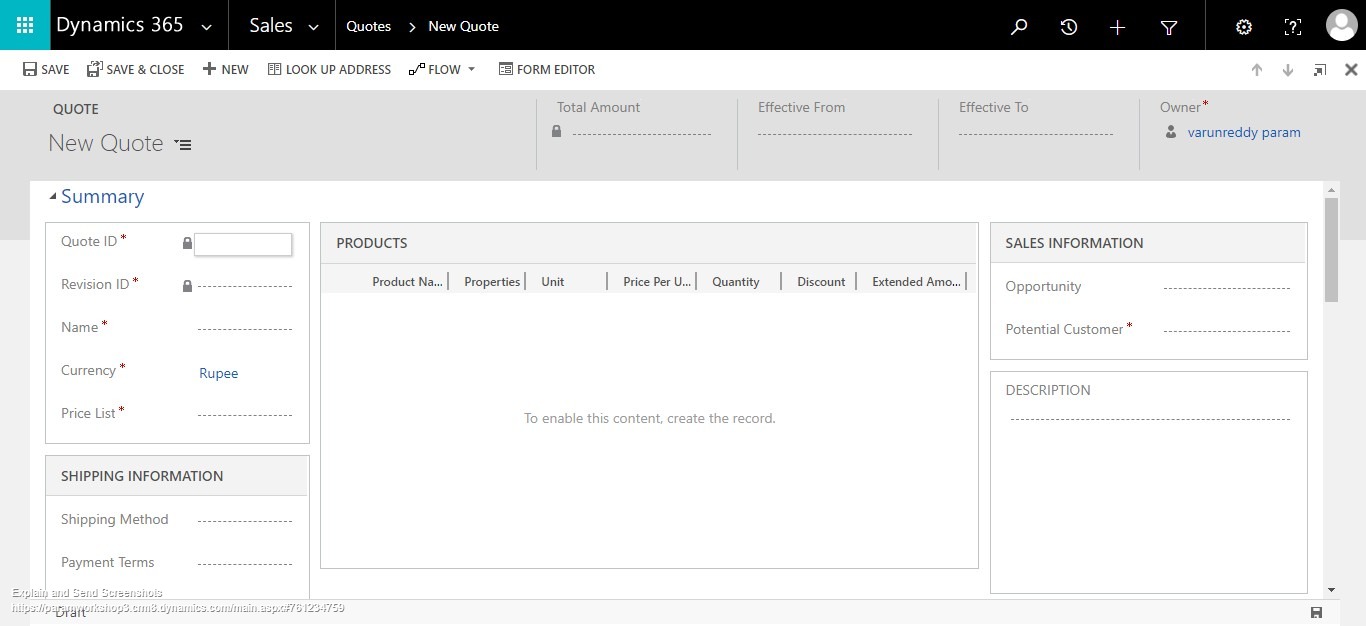 Dynamics 365 Sales Quotes > New Quote
SAVE SAVE & CLOSE NEW LOOK UP ADDRESS FLOW FORM EDITOR
QUOTE
New Quote
Total Amount Effective From Effective To Owner*
varunreddy param
Summary
Quote ID*
Revision ID*
Name*
Currency* Rupee
Price List*
SHIPPING INFORMATION
Shipping Method
Payment Terms
PRODUCTS
Product Na... Properties Unit Price Per U... Quantity Discount Extended Amo...
To enable this content, create the record.
SALES INFORMATION
Opportunity
Potential Customer*
DESCRIPTION
Explain and Send Screenshots
https://paramworkshop3.crm8.dynamics.com/main.aspx#761234759
Draft